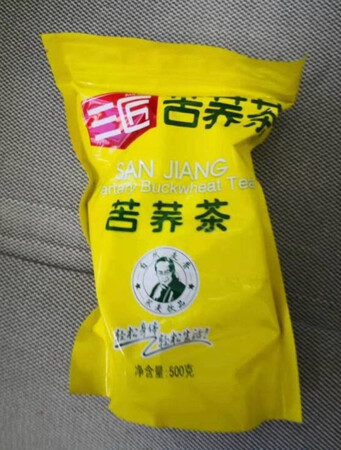 三匠 苦荞茶
SAN JIANG
Tartary Buckwheat Tea
苦荞茶
轻松身体
轻松生活!
净含量:500克